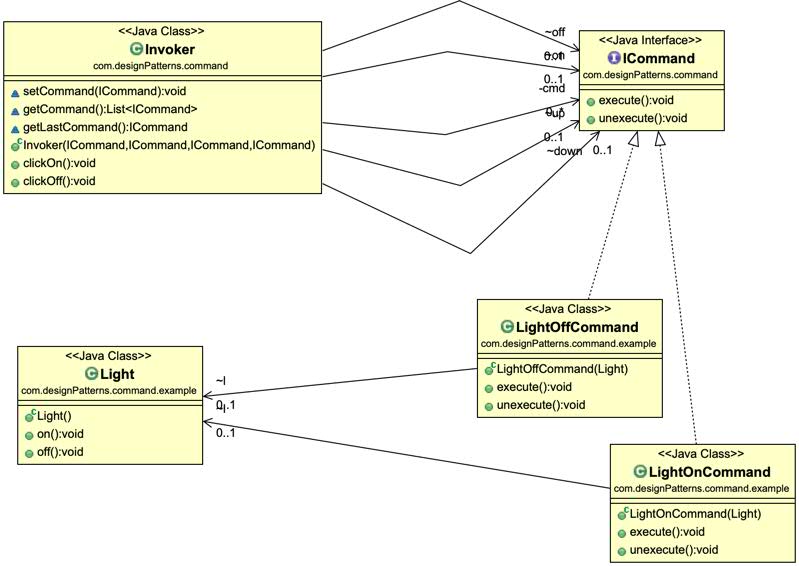 <<Java Class>>
Invoker
com.designPatterns.command
setCommand(ICommand):void
getCommand():List<ICommand>
getLastCommand():ICommand
Invoker(ICommand,ICommand,ICommand,ICommand)
clickOn():void
clickOff():void
~off
0..1
~on
0..1
-cmd
~up
0..1
~down
0..1
<<Java Interface>>
ICommand
com.designPatterns.command
execute():void
unexecute():void
<<Java Class>>
LightOffCommand
com.designPatterns.command.example
LightOffCommand(Light)
execute():void
unexecute():void
<<Java Class>>
Light
com.designPatterns.command.example
Light()
on():void
off():void
~l
0..1
~l
0..1
<<Java Class>>
LightOnCommand
com.designPatterns.command.example
LightOnCommand(Light)
execute():void
unexecute():void